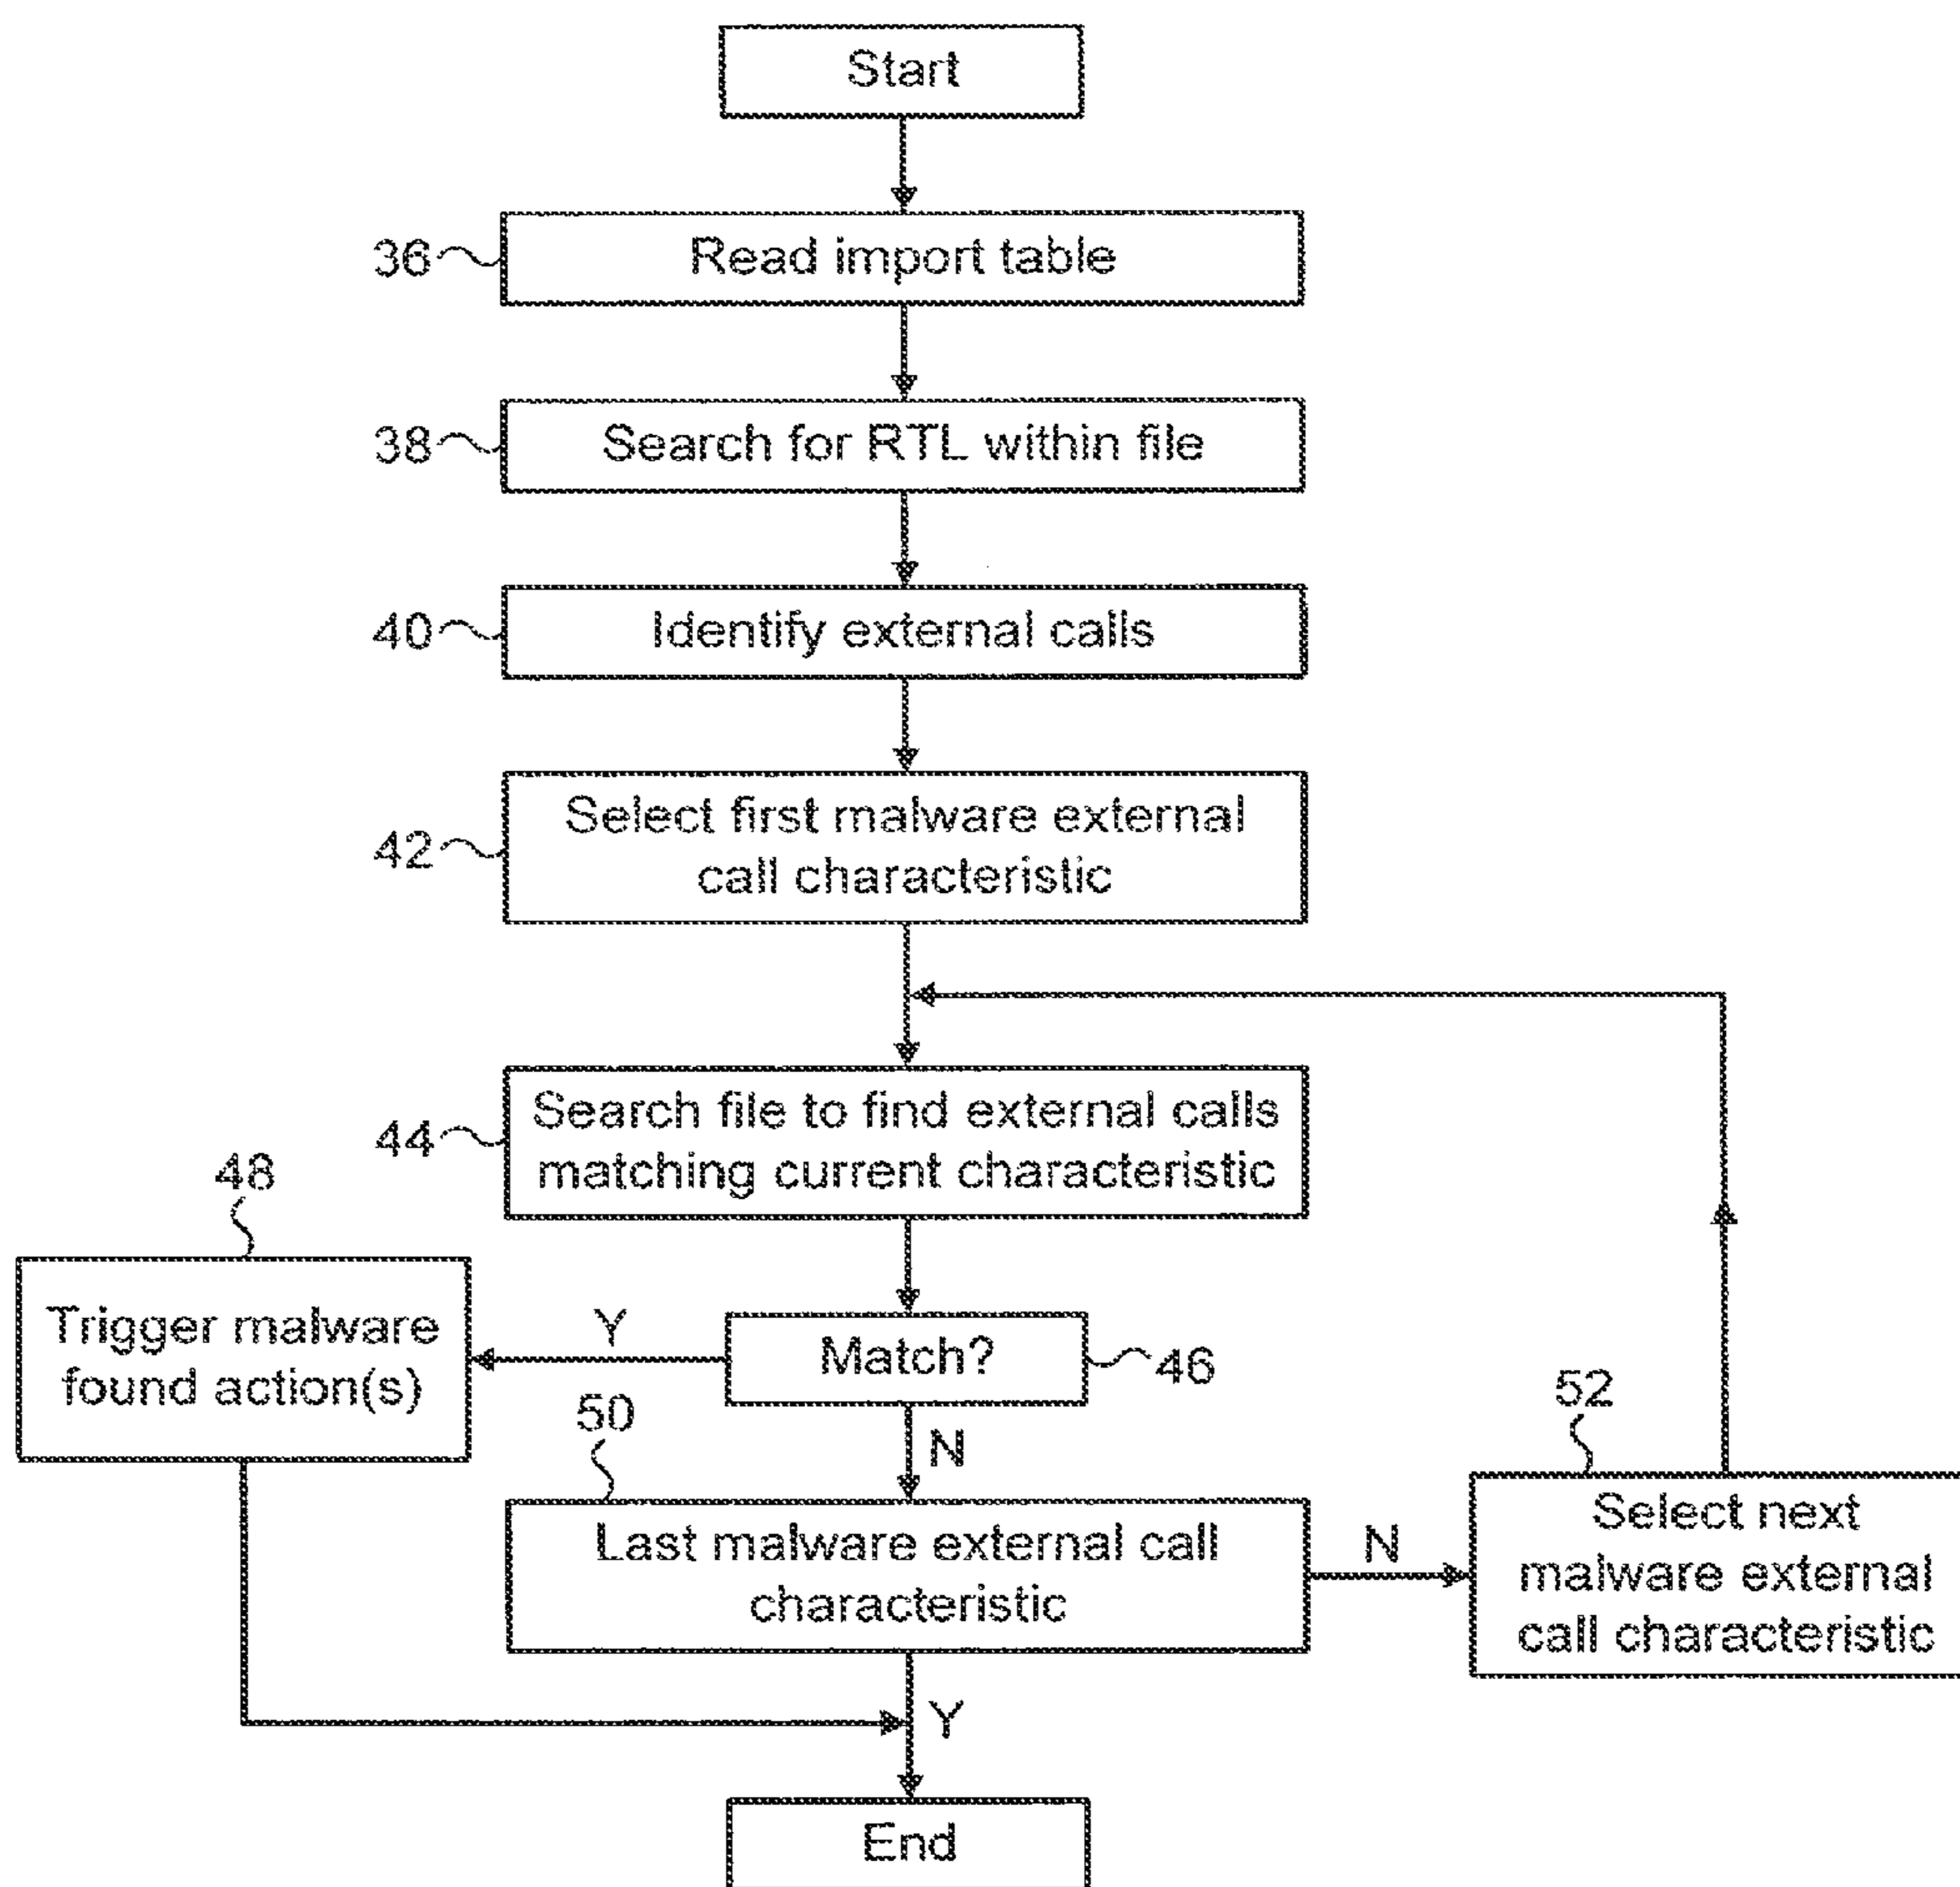 Start
36
Read import table
38
Search for RTL within file
40
Identify external calls
42
Select first malware external
call characteristic
44
Search file to find external calls
matching current characteristic
48
Trigger malware
found action(s)
Y
Match?
46
N
50
Last malware external call
characteristic
N
52
Select next
malware external
call characteristic
Y
End